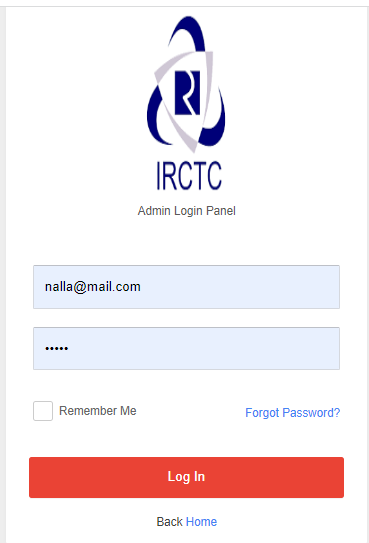 IRCTC
Admin Login Panel
nalla@mail.com
•••••
Remember Me
Forgot Password?
Log In
Back Home